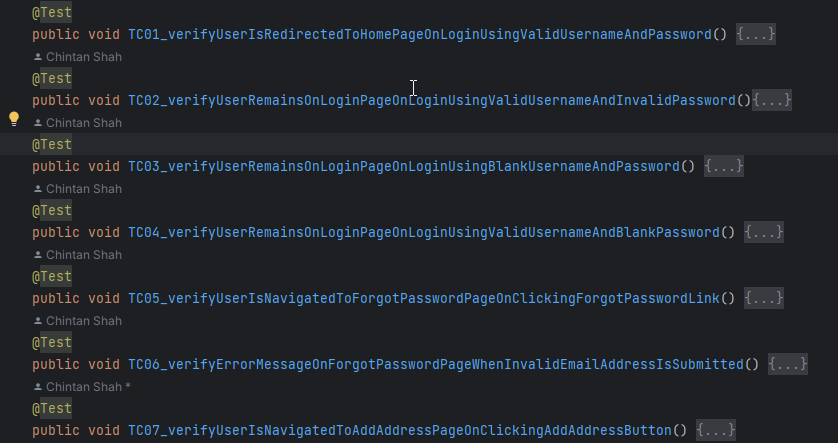 @Test
public void TC01_verifyUserIsRedirectedToHomePageOnLoginUsingValidUsernameAndPassword() {...}
Chintan Shah
@Test
public void TC02_verifyUserRemainsOnLoginPageOnLoginUsingValidUsernameAndInvalidPassword(){...}
Chintan Shah
@Test
public void TC03_verifyUserRemainsOnLoginPageOnLoginUsingBlankUsernameAndPassword() {...}
Chintan Shah
@Test
public void TC04_verifyUserRemainsOnLoginPageOnLoginUsingValidUsernameAndBlankPassword() {...}
Chintan Shah
@Test
public void TC05_verifyUserIsNavigatedToForgotPasswordPageOnClickingForgotPasswordLink() {...}
Chintan Shah
@Test
public void TC06_verifyErrorMessageOnForgotPasswordPageWhenInvalidEmailAddressIsSubmitted() {...}
Chintan Shah *
@Test
public void TC07_verifyUserIsNavigatedToAddAddressPageOnClickingAddAddressButton() {...}